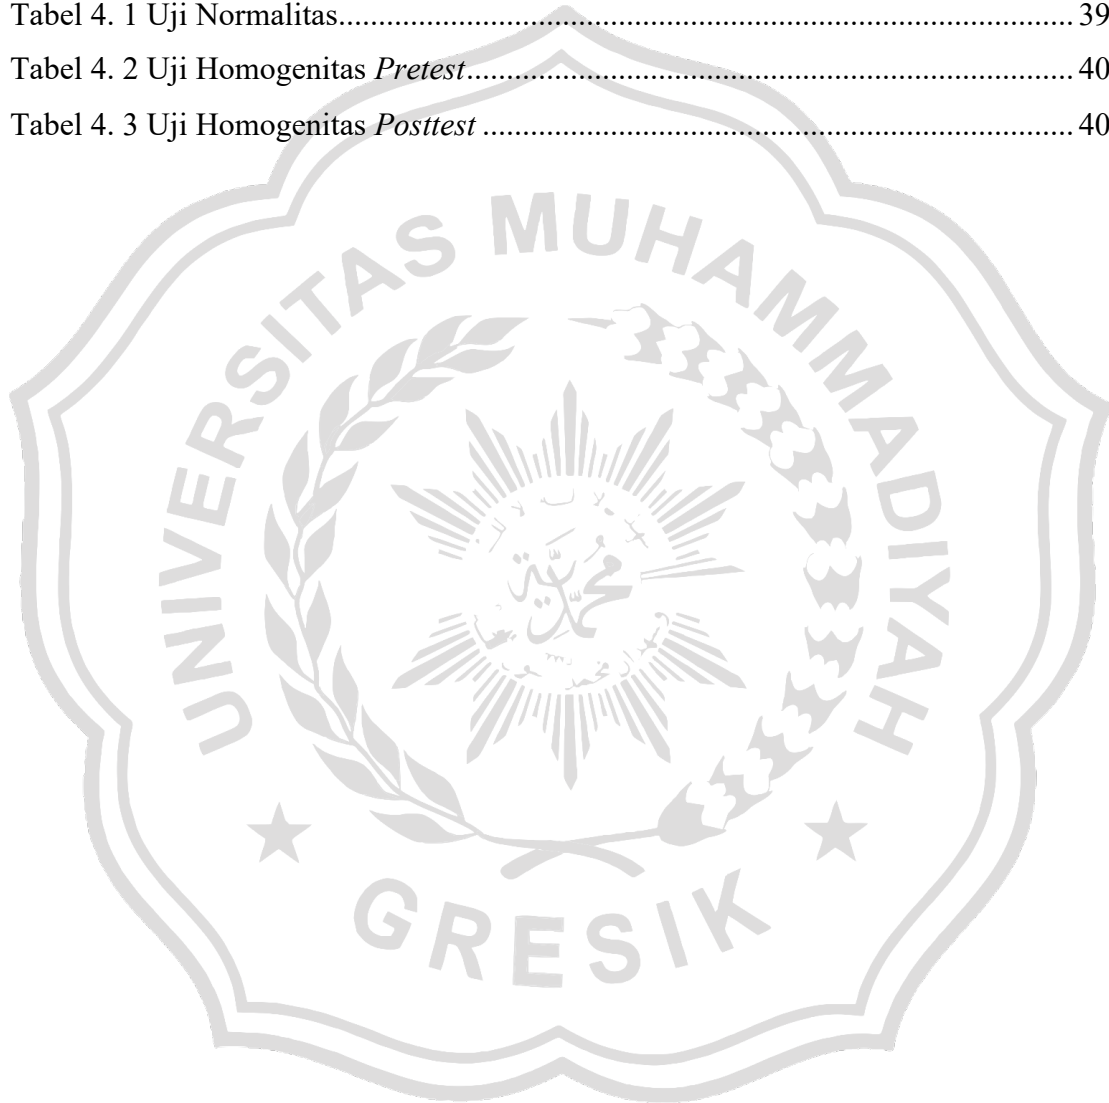 Tabel 4. 1 Uji Normalitas............................................................................................ 39
Tabel 4. 2 Uji Homogenitas Pretest............................................................................ 40
Tabel 4. 3 Uji Homogenitas Posttest .......................................................................... 40
UNIVERSITAS MUHAMMADIYAH
محمدية
GRESIK